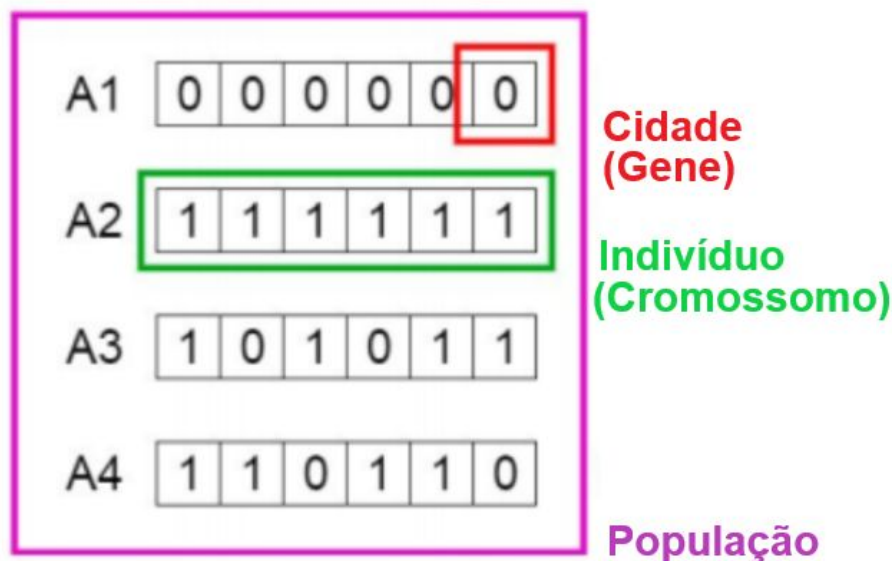 A1 0 0 0 0 0 0
Cidade
(Gene)
A2 1 1 1 1 1 1
Indivíduo
(Cromossomo)
A3 1 0 1 0 1 1
A4 1 1 0 1 1 0
População